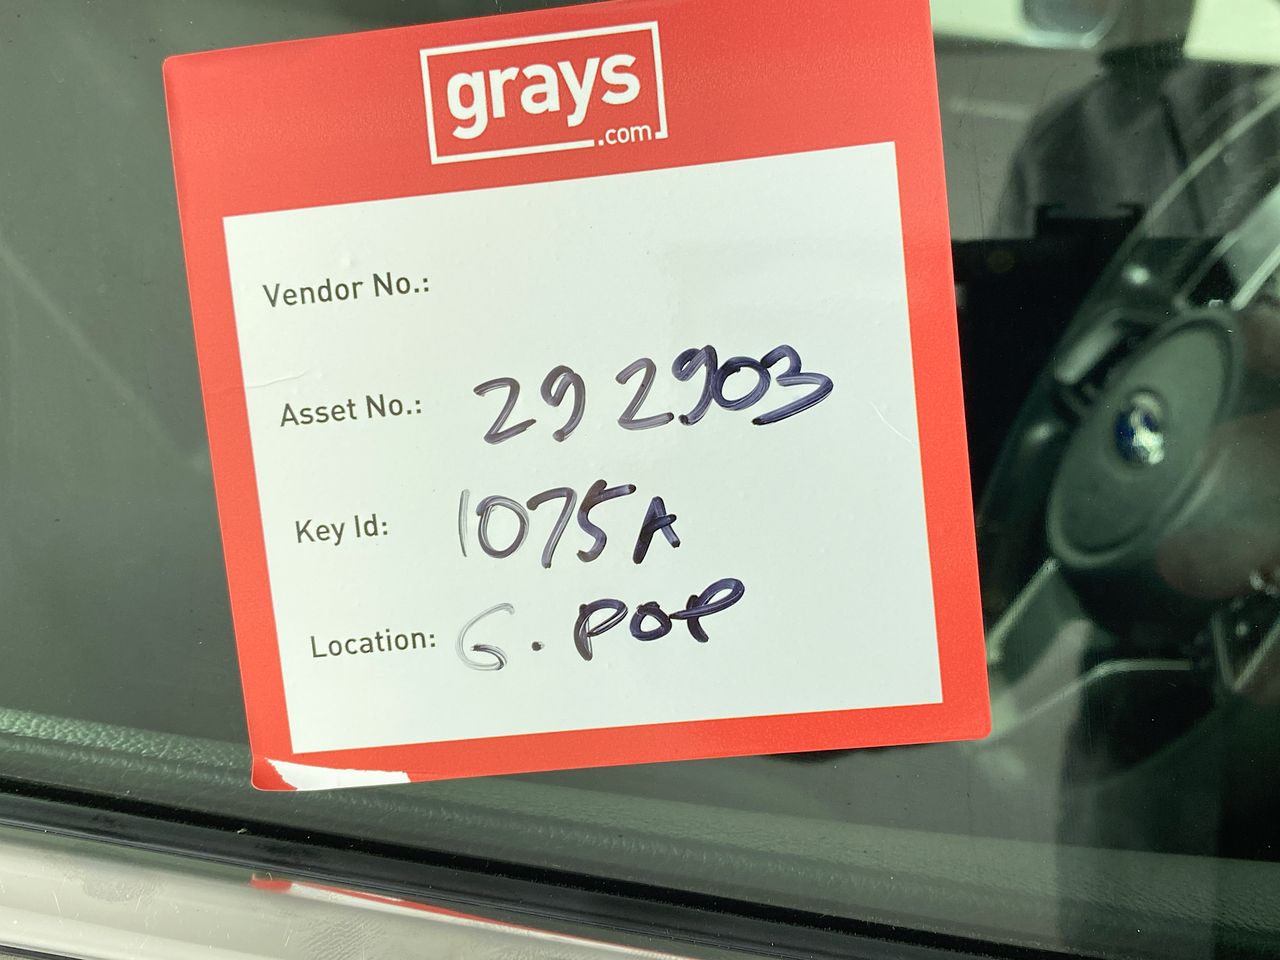 grays
.com
Vendor No.:
Asset No.: 292903
Key Id: 1075A
Location: G. POP